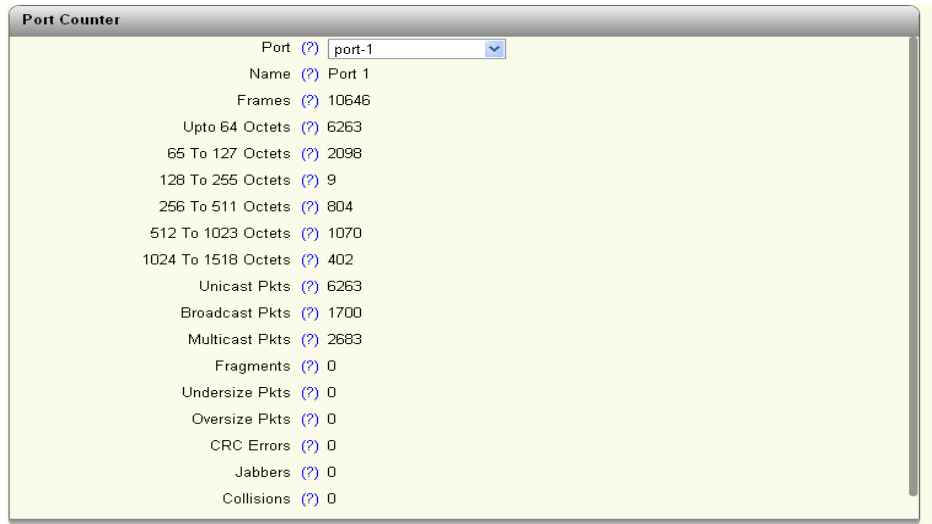 Port Counter
Port (?) port-1
Name (?) Port 1
Frames (?) 10646
Upto 64 Octets (?) 6263
65 To 127 Octets (?) 2098
128 To 255 Octets (?) 9
256 To 511 Octets (?) 804
512 To 1023 Octets (?) 1070
1024 To 1518 Octets (?) 402
Unicast Pkts (?) 6263
Broadcast Pkts (?) 1700
Multicast Pkts (?) 2683
Fragments (?) 0
Undersize Pkts (?) 0
Oversize Pkts (?) 0
CRC Errors (?) 0
Jabbers (?) 0
Collisions (?) 0